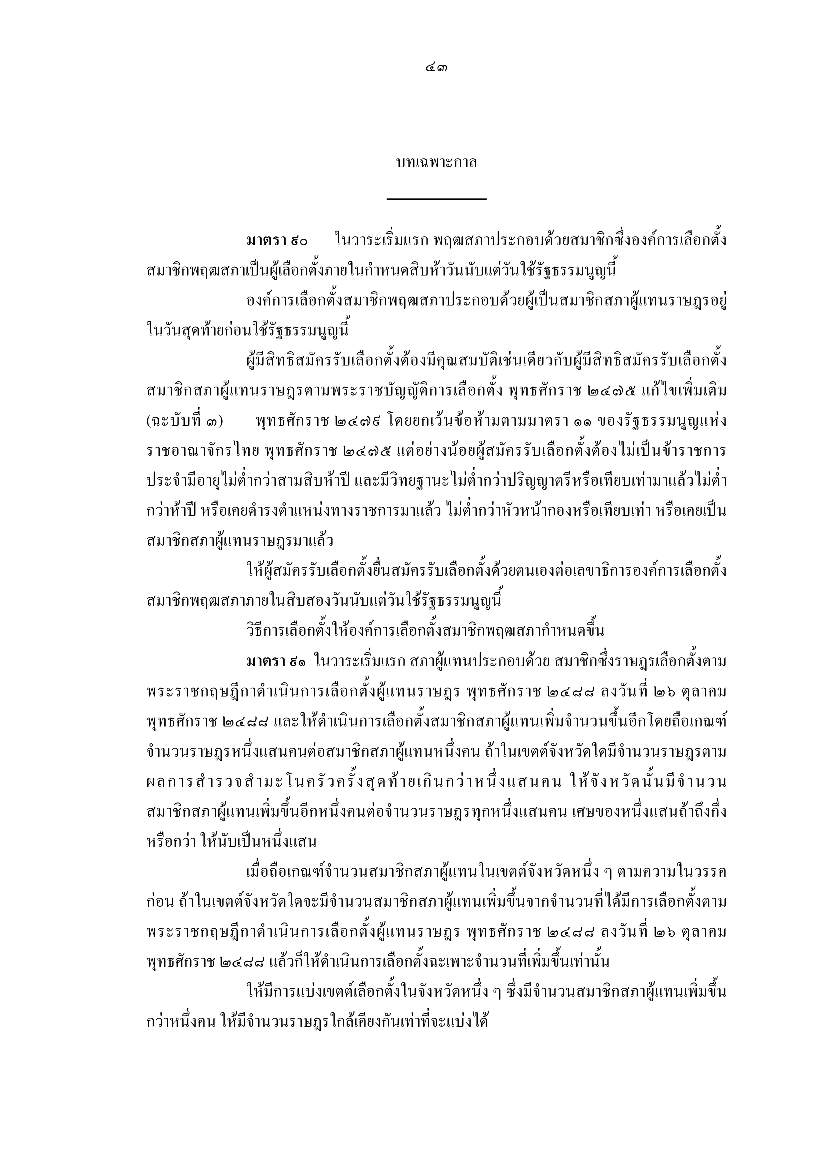 ๔๓
บทเฉพาะกาล
มาตรา ๙๐ ในวาระเริ่มแรก พฤฒสภาประกอบด้วยสมาชิกซึ่งองค์การเลือกตั้ง
สมาชิกพฤฒสภาเป็นผู้เลือกตั้งภายในกำหนดสิบห้าวันนับแต่วันใช้รัฐธรรมนูญนี้
องค์การเลือกตั้งสมาชิกพฤฒสภาประกอบด้วยผู้เป็นสมาชิกสภาผู้แทนราษฎรอยู่
ในวันสุดท้ายก่อนใช้รัฐธรรมนูญนี้
ผู้มีสิทธิสมัครรับเลือกตั้งต้องมีคุณสมบัติเช่นเดียวกับผู้มีสิทธิสมัครรับเลือกตั้ง
สมาชิกสภาผู้แทนราษฎรตามพระราชบัญญัติการเลือกตั้ง พุทธศักราช ๒๔๗๕ แก้ไขเพิ่มเติม
(ฉะบับที่ ๓) พุทธศักราช ๒๔๗๙ โดยยกเว้นข้อห้ามตามมาตรา ๑๑ ของรัฐธรรมนูญแห่ง
ราชอาณาจักรไทย พุทธศักราช ๒๔๗๕ แต่อย่างน้อยผู้สมัครรับเลือกตั้งต้องไม่เป็นข้าราชการ
ประจำมีอายุไม่ต่ำกว่าสามสิบห้าปี และมีวิทยฐานะไม่ต่ำกว่าปริญญาตรีหรือเทียบเท่ามาแล้วไม่ต่ำ
กว่าห้าปี หรือเคยดำรงตำแหน่งทางราชการมาแล้ว ไม่ต่ำกว่าหัวหน้ากองหรือเทียบเท่า หรือเคยเป็น
สมาชิกสภาผู้แทนราษฎรมาแล้ว
ให้ผู้สมัครรับเลือกตั้งยื่นสมัครรับเลือกตั้งด้วยตนเองต่อเลขาธิการองค์การเลือกตั้ง
สมาชิกพฤฒสภาภายในสิบสองวันนับแต่วันใช้รัฐธรรมนูญนี้
วิธีการเลือกตั้งให้องค์การเลือกตั้งสมาชิกพฤฒสภากำหนดขึ้น
มาตรา ๙๑ ในวาระเริ่มแรก สภาผู้แทนประกอบด้วย สมาชิกซึ่งราษฎรเลือกตั้งตาม
พระราชกฤษฎีกาดำเนินการเลือกตั้งผู้แทนราษฎร พุทธศักราช ๒๔๘๘ ลงวันที่ ๒๖ ตุลาคม
พุทธศักราช ๒๔๘๘ และให้ดำเนินการเลือกตั้งสมาชิกสภาผู้แทนเพิ่มจำนวนขึ้นอีกโดยถือเกณฑ์
จำนวนราษฎรหนึ่งแสนคนต่อสมาชิกสภาผู้แทนหนึ่งคน ถ้าในเขตต์จังหวัดใดมีจำนวนราษฎรตาม
ผลการสำรวจสำมะโนครัวครั้งสุดท้ายเกินกว่าหนึ่งแสนคน ให้จังหวัดนั้นมีจำนวน
สมาชิกสภาผู้แทนเพิ่มขึ้นอีกหนึ่งคนต่อจำนวนราษฎรทุกหนึ่งแสนคน เศษของหนึ่งแสนถ้าถึงกึ่ง
หรือกว่า ให้นับเป็นหนึ่งแสน
เมื่อถือเกณฑ์จำนวนสมาชิกสภาผู้แทนในเขตต์จังหวัดหนึ่ง ๆ ตามความในวรรค
ก่อน ถ้าในเขตต์จังหวัดใดจะมีจำนวนสมาชิกสภาผู้แทนเพิ่มขึ้นจากจำนวนที่ได้มีการเลือกตั้งตาม
พระราชกฤษฎีกาดำเนินการเลือกตั้งผู้แทนราษฎร พุทธศักราช ๒๔๘๘ ลงวันที่ ๒๖ ตุลาคม
พุทธศักราช ๒๔๘๘ แล้วก็ให้ดำเนินการเลือกตั้งฉะเพาะจำนวนที่เพิ่มขึ้นเท่านั้น
ให้มีการแบ่งเขตต์เลือกตั้งในจังหวัดหนึ่ง ๆ ซึ่งมีจำนวนสมาชิกสภาผู้แทนเพิ่มขึ้น
กว่าหนึ่งคน ให้มีจำนวนราษฎรใกล้เคียงกันเท่าที่จะแบ่งได้